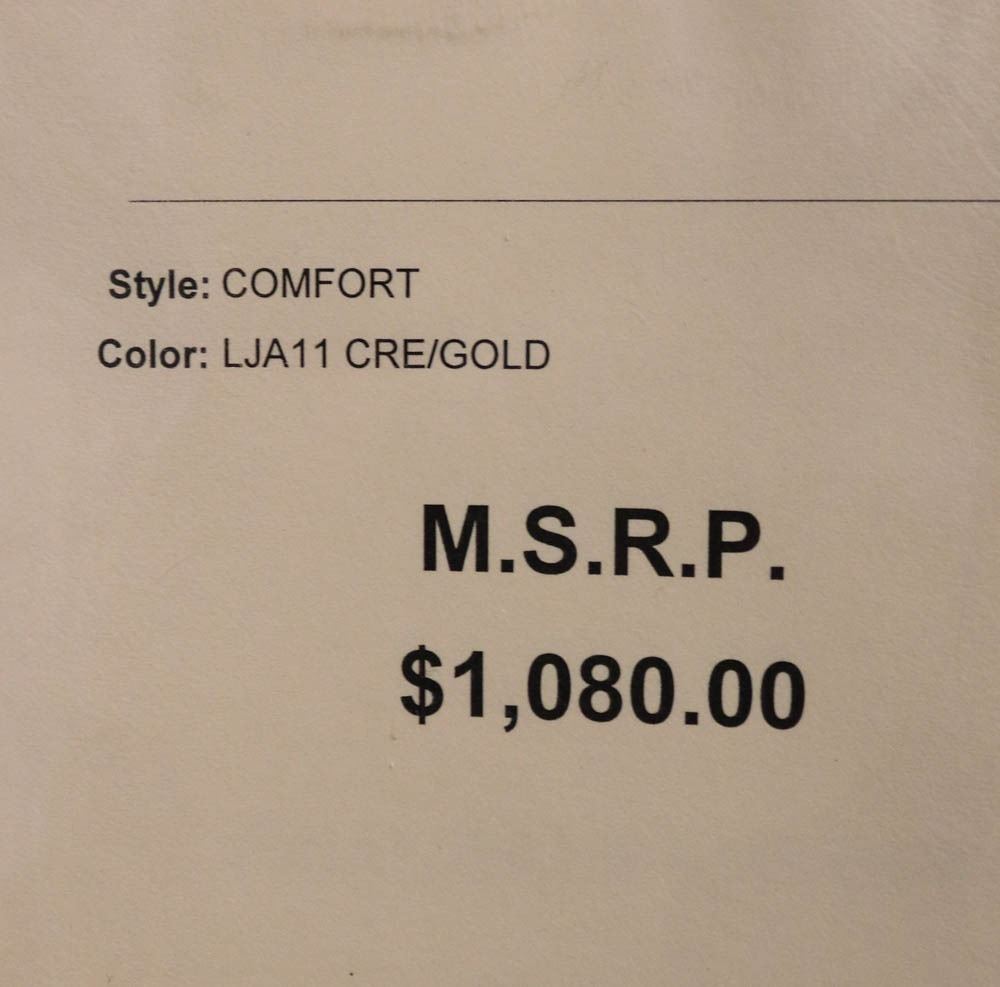 Style: COMFORT
Color: LJA11 CRE/GOLD
M.S.R.P.
$1,080.00